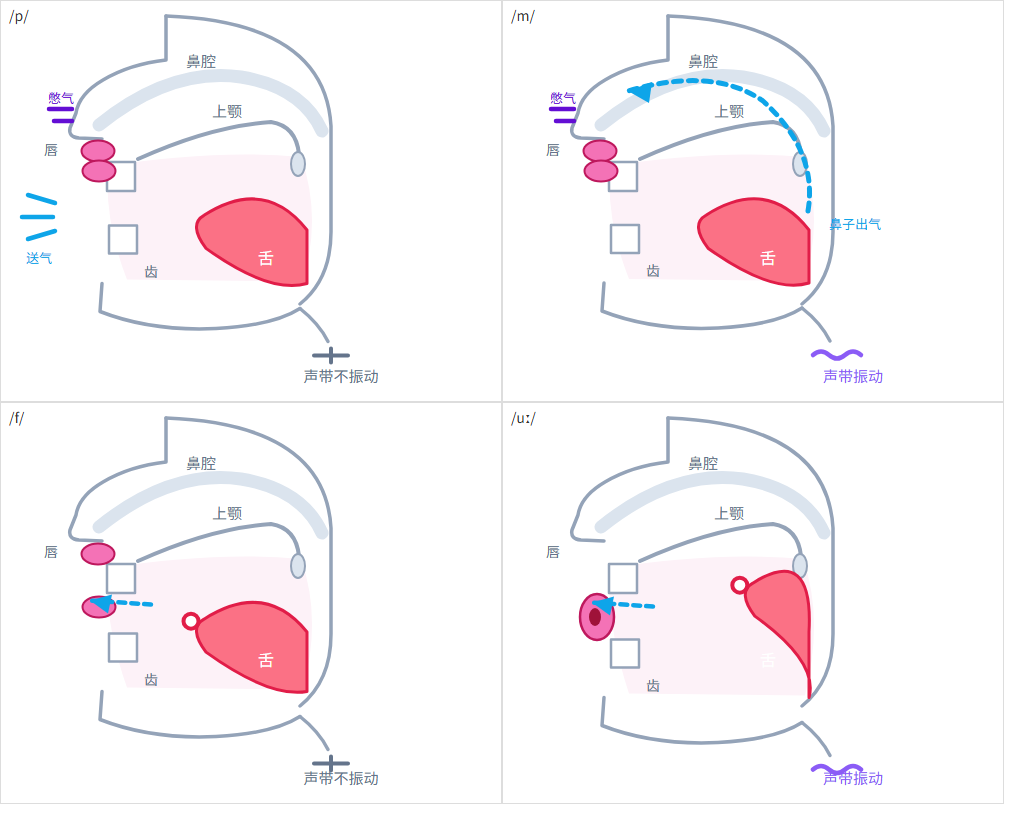 /p/
鼻腔
憋气
上颚
唇
送气
舌
齿
声带不振动
/m/
鼻腔
憋气
上颚
唇
鼻子出气
舌
齿
声带振动
/f/
鼻腔
上颚
唇
舌
齿
声带不振动
/uː/
鼻腔
上颚
唇
舌
齿
声带振动